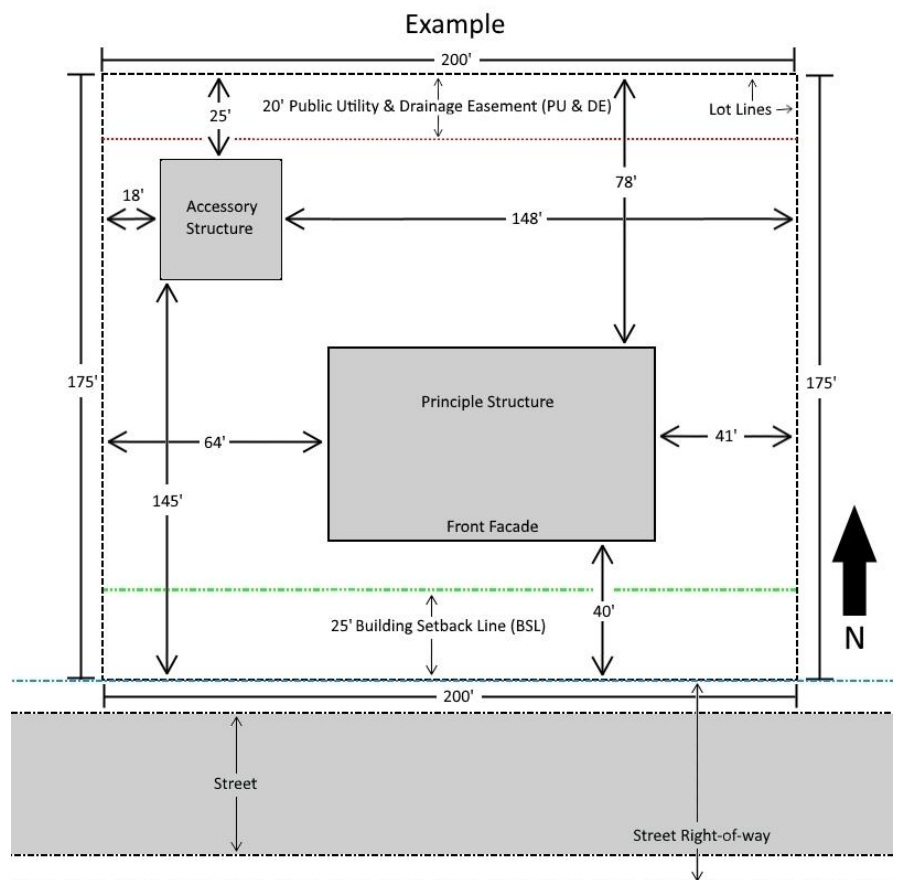 Example
200'
20' Public Utility & Drainage Easement (PU & DE)
Lot Lines
25'
78'
18'
Accessory
Structure
148'
175'
175'
Principle Structure
64'
41'
145'
Front Facade
40'
25' Building Setback Line (BSL)
N
200'
Street
Street Right-of-way